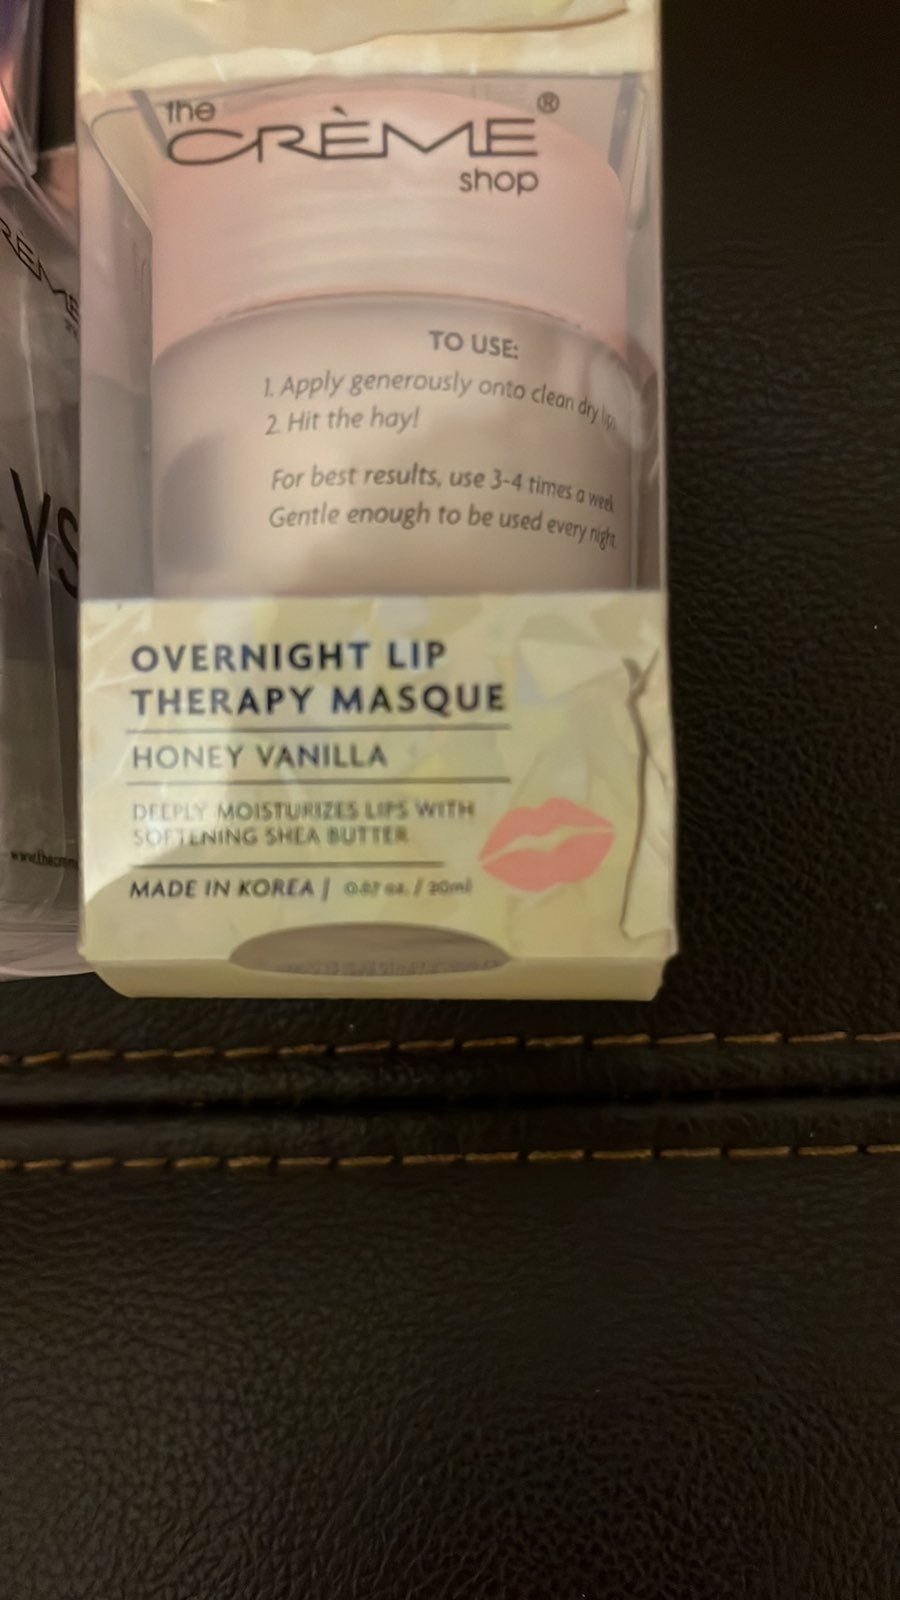 the
CRÈME®
shop
TO USE:
1. Apply generously onto clean dry lips
2. Hit the hay!
For best results, use 3-4 times a week
Gentle enough to be used every night.
OVERNIGHT LIP
THERAPY MASQUE
HONEY VANILLA
DEEPLY MOISTURIZES LIPS WITH
SOFTENING SHEA BUTTER
MADE IN KOREA | 
RÈME
VS